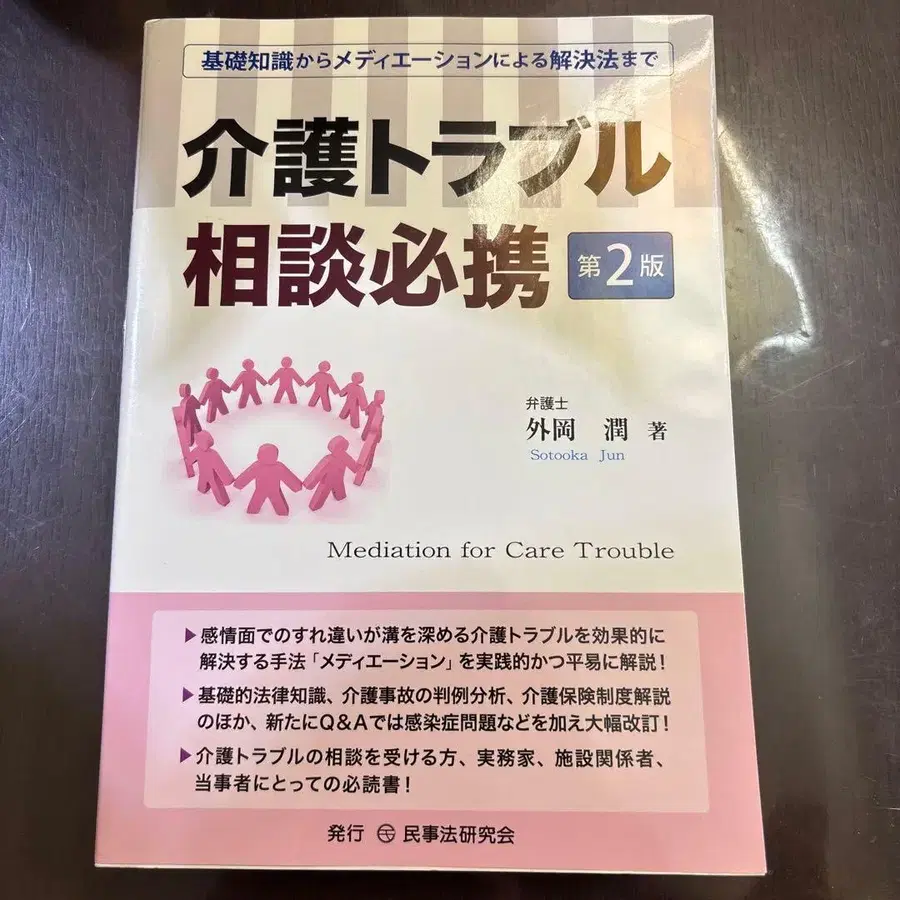 基礎知識からメディエーションによる解決法まで
介護トラブル
相談必携 第2版
弁護士
外岡 潤 著
Sotooka Jun
Mediation for Care Trouble
▶感情面でのすれ違いが溝を深める介護トラブルを効果的に
解決する手法「メディエーション」を実践的かつ平易に解説!
▶基礎的法律知識、介護事故の判例分析、介護保険制度解説
のほか、新たにQ&Aでは感染症問題などを加え大幅改訂!
▶介護トラブルの相談を受ける方、実務家、施設関係者、
当事者にとっての必読書!
発行 民事法研究会